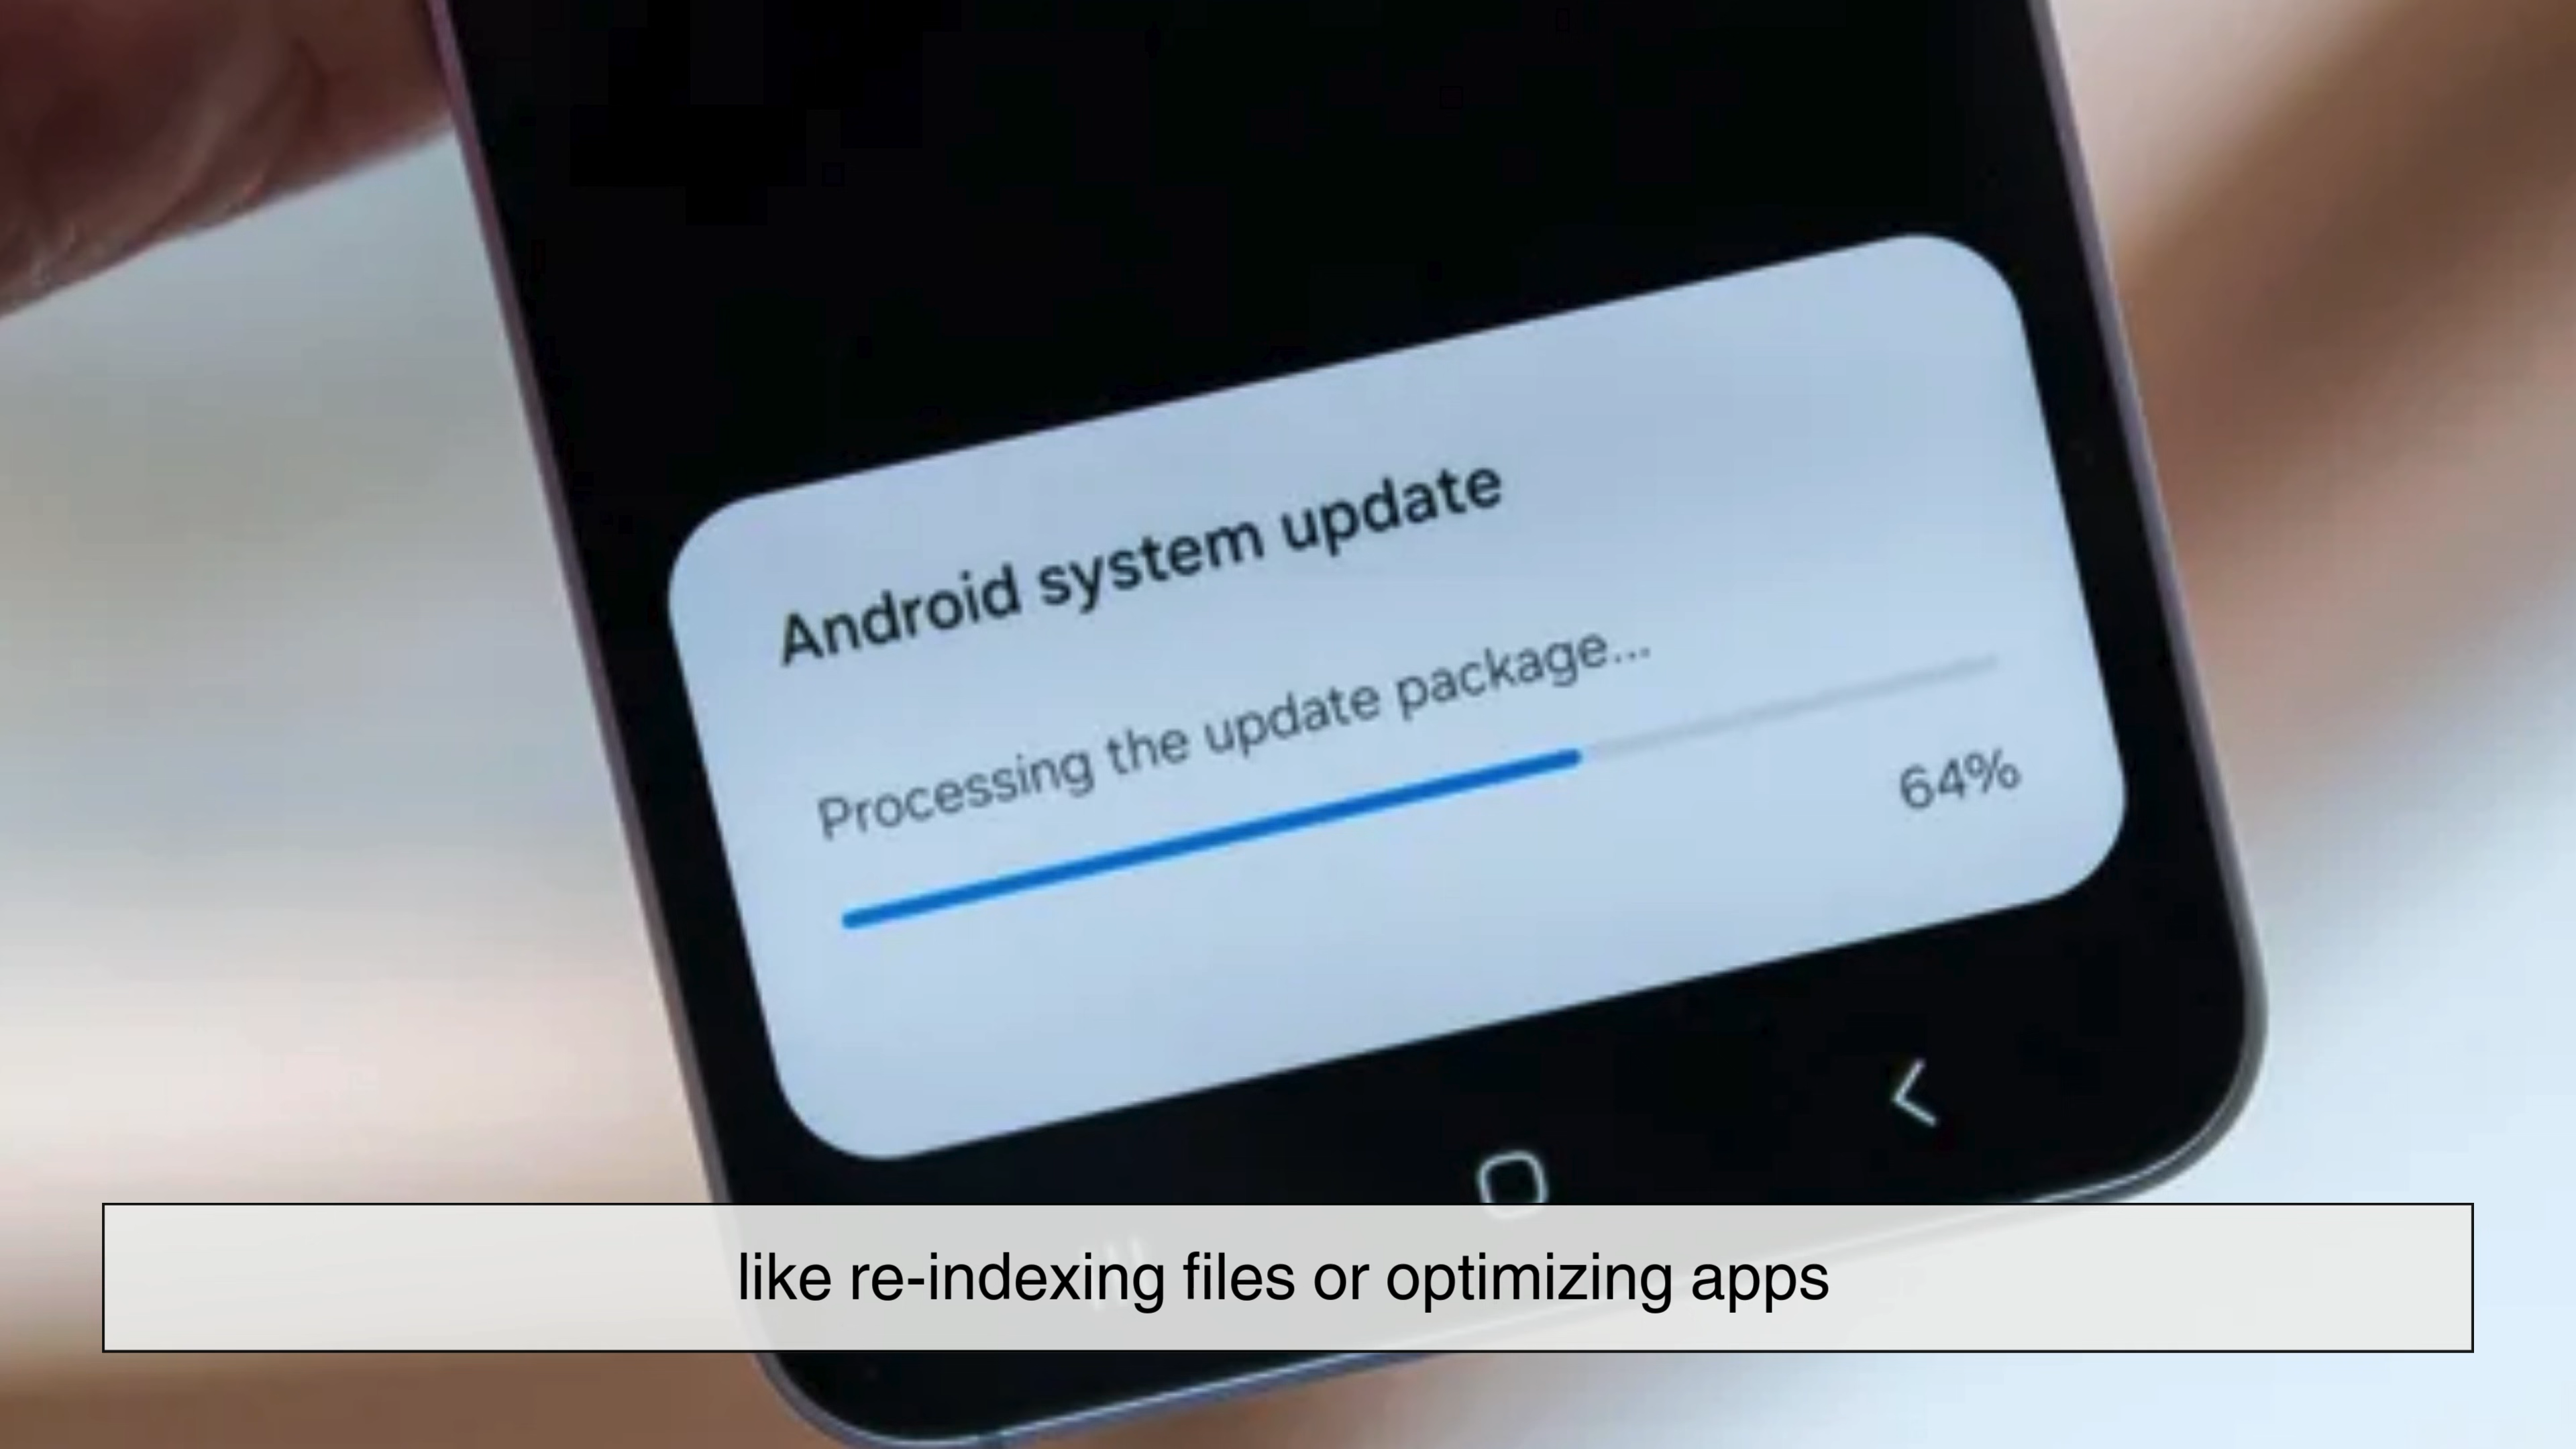 Android system update
Processing the update package...
64%
like re-indexing files or optimizing apps